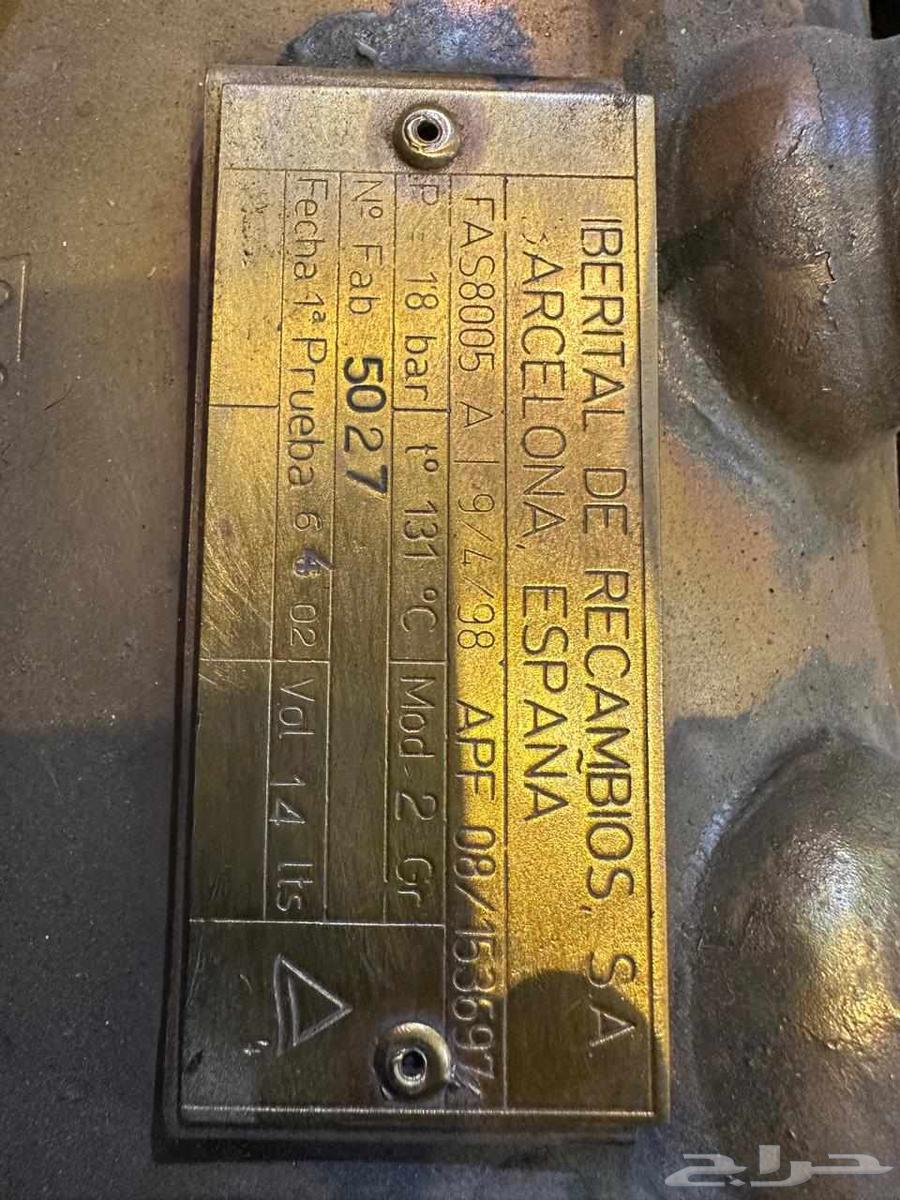 IBERITAL DE RECAMBIOS, S.A.
ARCELONA, ESPAÑA
FAS8005 A 9/4/98 APF 08/153697
P 18 bar t° 131 °C Mod. 2 Gr
Nº Fab 5027
Fecha 1ª Prueba 6 4 02 Vol 14 lts
حراج